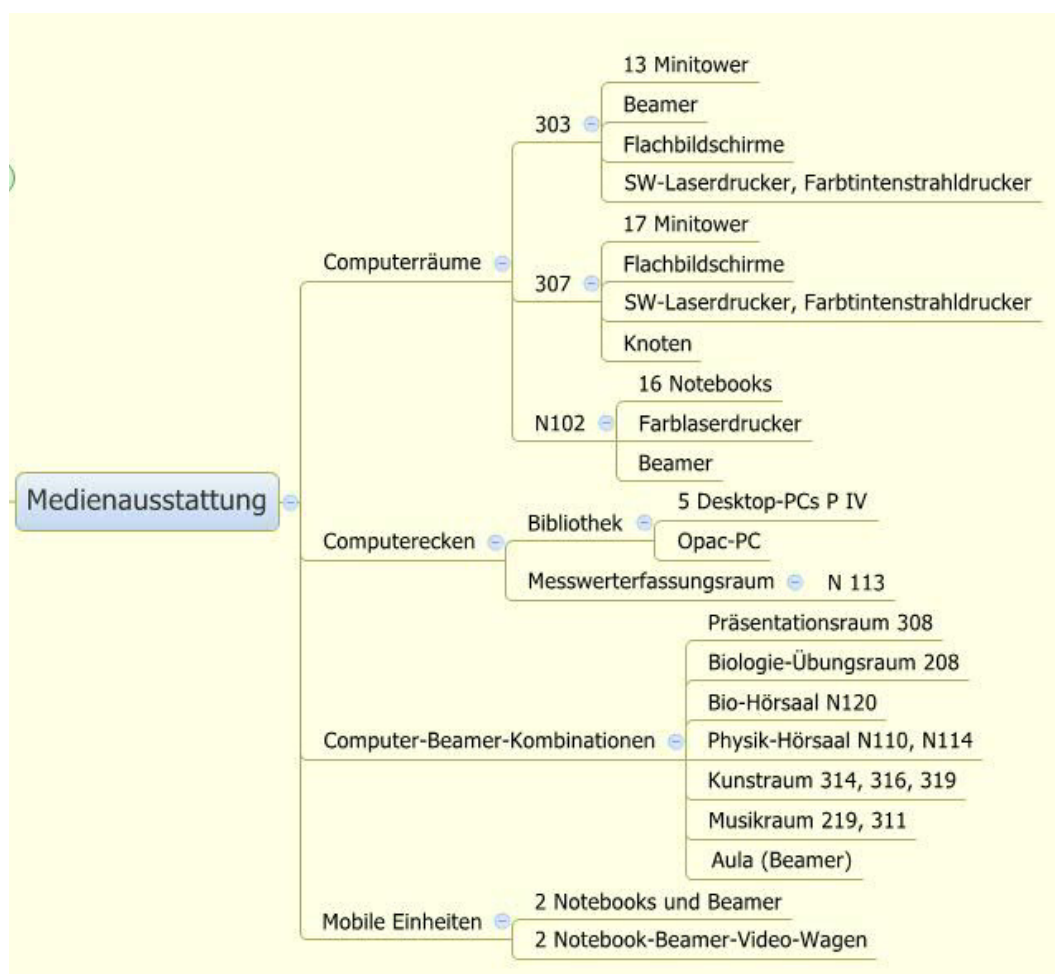 Medienausstattung
Computerräume
303
13 Minitower
Beamer
Flachbildschirme
SW-Laserdrucker, Farbtintenstrahldrucker
307
17 Minitower
Flachbildschirme
SW-Laserdrucker, Farbtintenstrahldrucker
Knoten
N102
16 Notebooks
Farblaserdrucker
Beamer
Computerecken
Bibliothek
5 Desktop-PCs P IV
Opac-PC
Messwerterfassungsraum
N 113
Computer-Beamer-Kombinationen
Präsentationsraum 308
Biologie-Übungsraum 208
Bio-Hörsaal N120
Physik-Hörsaal N110, N114
Kunstraum 314, 316, 319
Musikraum 219, 311
Aula (Beamer)
Mobile Einheiten
2 Notebooks und Beamer
2 Notebook-Beamer-Video-Wagen